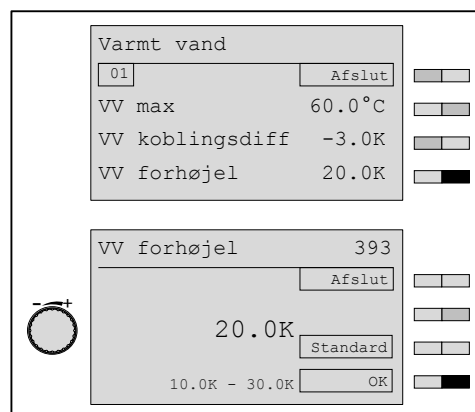 Varmt vand
01 Afslut
VV max 60.0°C
VV koblingsdiff -3.0K
VV forhøjel 20.0K
VV forhøjel 393
Afslut
- +
20.0K
Standard
10.0K - 30.0K OK